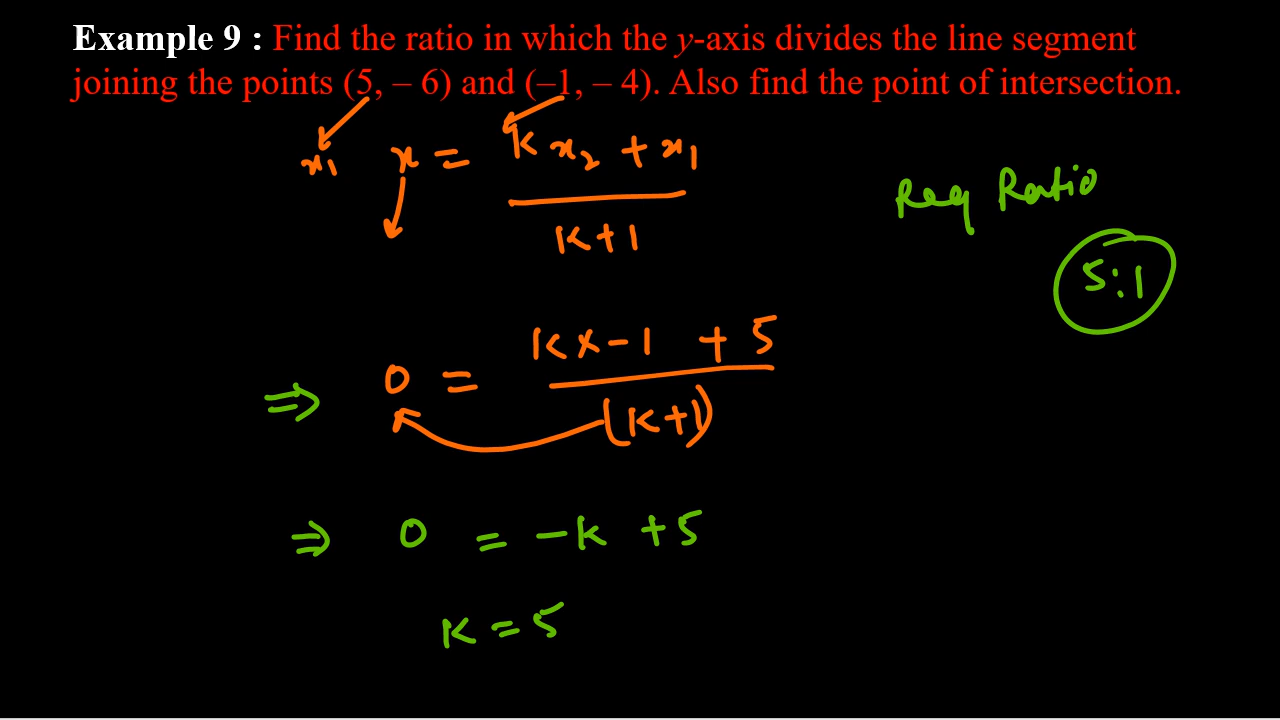 Example 9 : Find the ratio in which the y-axis divides the line segment
joining the points (5, – 6) and (–1, – 4). Also find the point of intersection.
x₁ x = k x₂ + x₁
k+1
Req Ratio
5:1
⇒ 0 = k x -1 + 5
(k+1)
⇒ 0 = -k +5
k = 5